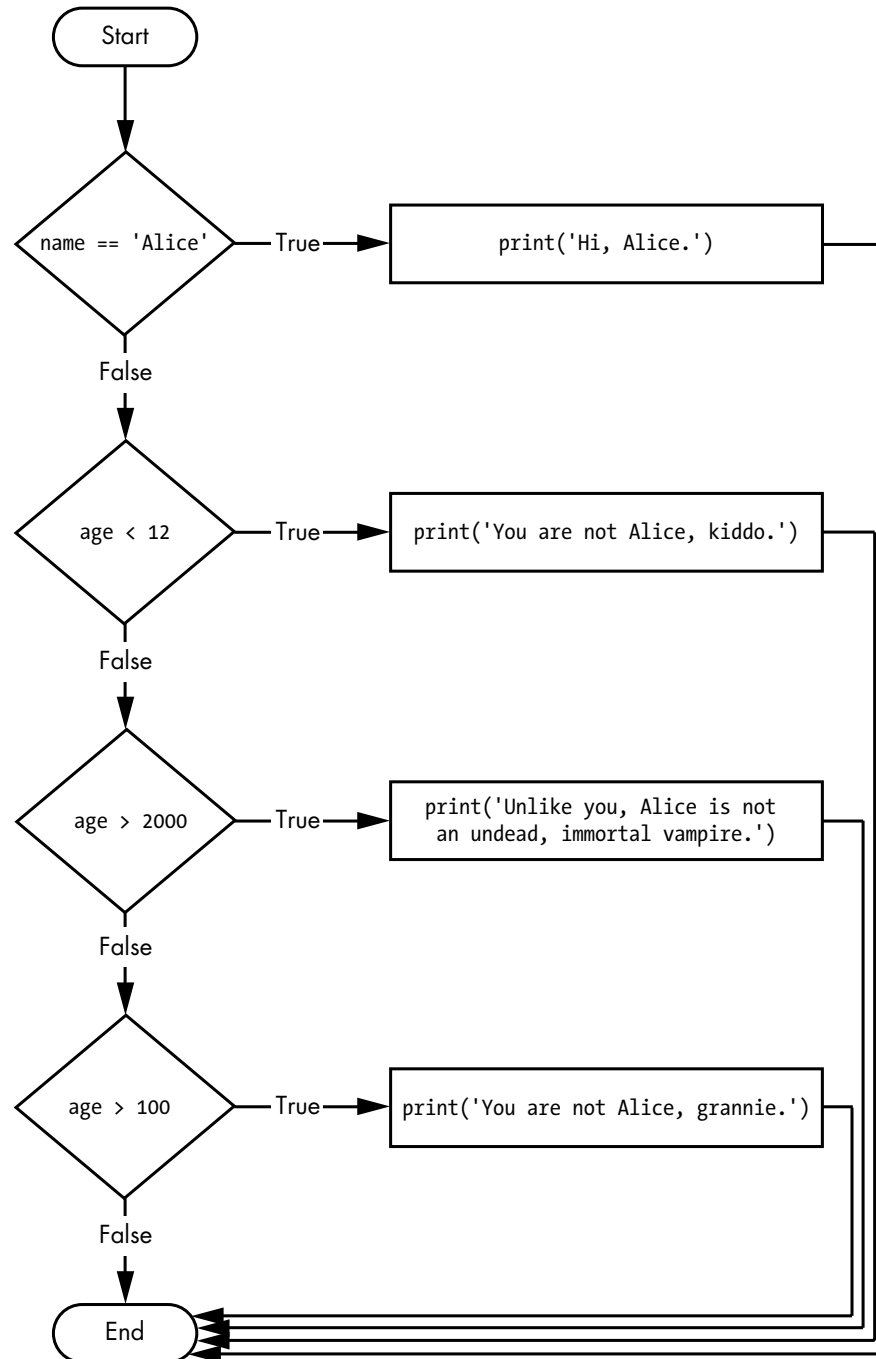 Start
name == 'Alice'
True
print('Hi, Alice.')
False
age < 12
True
print('You are not Alice, kiddo.')
False
age > 2000
True
print('Unlike you, Alice is not
an undead, immortal vampire.')
False
age > 100
True
print('You are not Alice, grannie.')
False
End